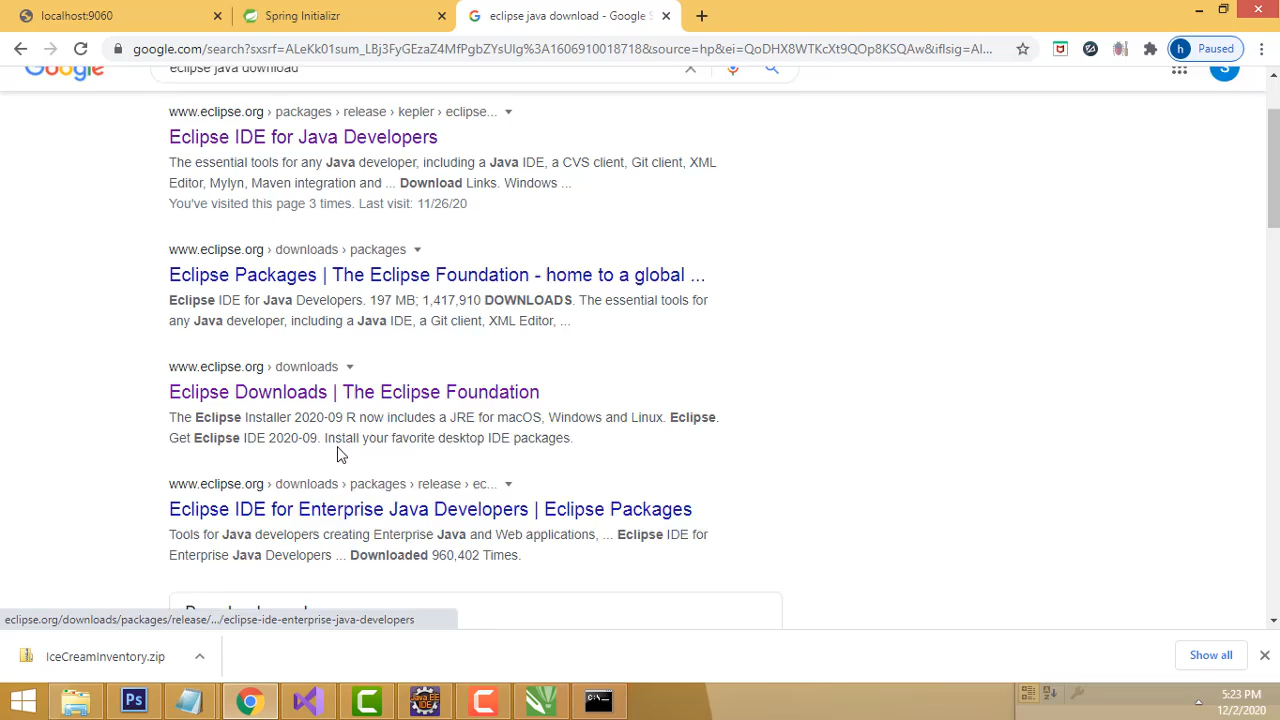 localhost:9060
Spring Initializr
eclipse java download - Google S
google.com/search?sxsrf=ALeKk01sum_LBj3FyGEzaZ4MfPgbZYsUlg%3A1606910018718&source=hp&ei=QoDHX8WTKcXt9QOp8KSQAw&iflsig=Al...
h Paused
Google
eclipse java download
S
www.eclipse.org › packages › release › kepler › eclipse...
Eclipse IDE for Java Developers
The essential tools for any Java developer, including a Java IDE, a CVS client, Git client, XML
Editor, Mylyn, Maven integration and ... Download Links. Windows ...
You've visited this page 3 times. Last visit: 11/26/20
www.eclipse.org › downloads › packages
Eclipse Packages | The Eclipse Foundation - home to a global ...
Eclipse IDE for Java Developers. 197 MB; 1,417,910 DOWNLOADS. The essential tools for
any Java developer, including a Java IDE, a Git client, XML Editor, ...
www.eclipse.org › downloads
Eclipse Downloads | The Eclipse Foundation
The Eclipse Installer 2020-09 R now includes a JRE for macOS, Windows and Linux. Eclipse.
Get Eclipse IDE 2020-09. Install your favorite desktop IDE packages.
www.eclipse.org › downloads › packages › release › ec...
Eclipse IDE for Enterprise Java Developers | Eclipse Packages
Tools for Java developers creating Enterprise Java and Web applications, ... Eclipse IDE for
Enterprise Java Developers ... Downloaded 960,402 Times.
eclipse.org/downloads/packages/release/.../eclipse-ide-enterprise-java-developers
IceCreamInventory.zip
Show all
Ps
Java EE
IDE
5:23 PM
12/2/2020